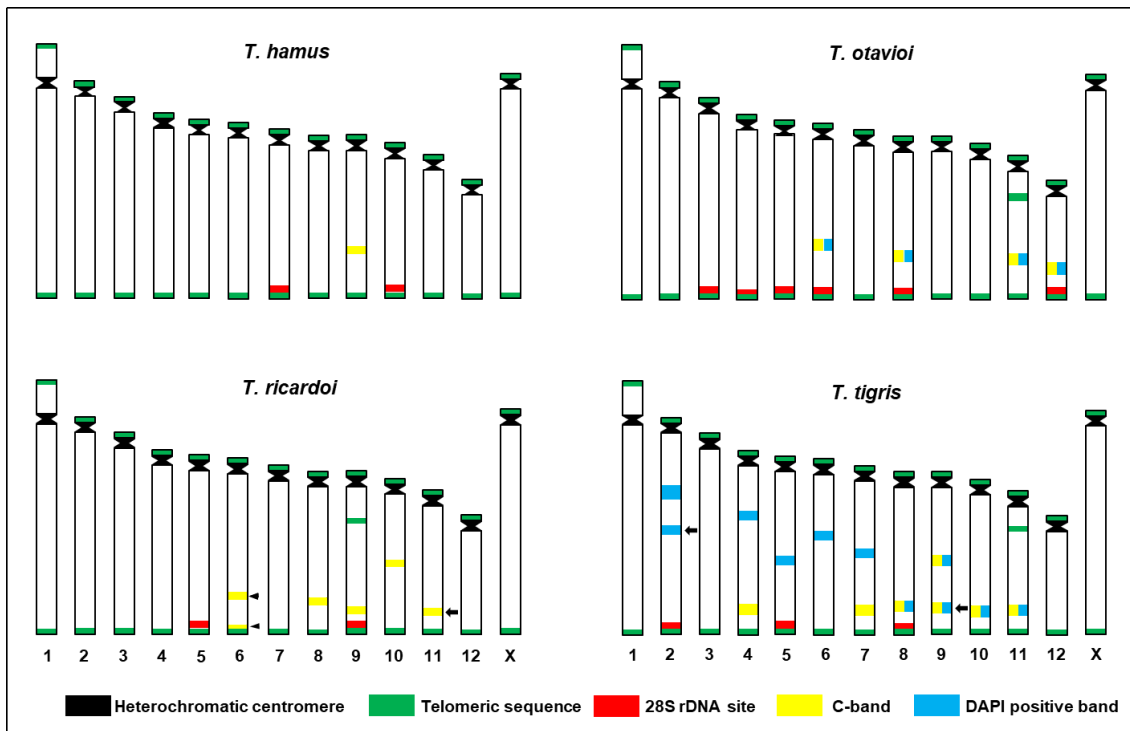 T. hamus
T. otavioi
T. ricardoi
T. tigris
1 2 3 4 5 6 7 8 9 10 11 12 X
1 2 3 4 5 6 7 8 9 10 11 12 X
Heterochromatic centromere
Telomeric sequence
28S rDNA site
C-band
DAPI positive band